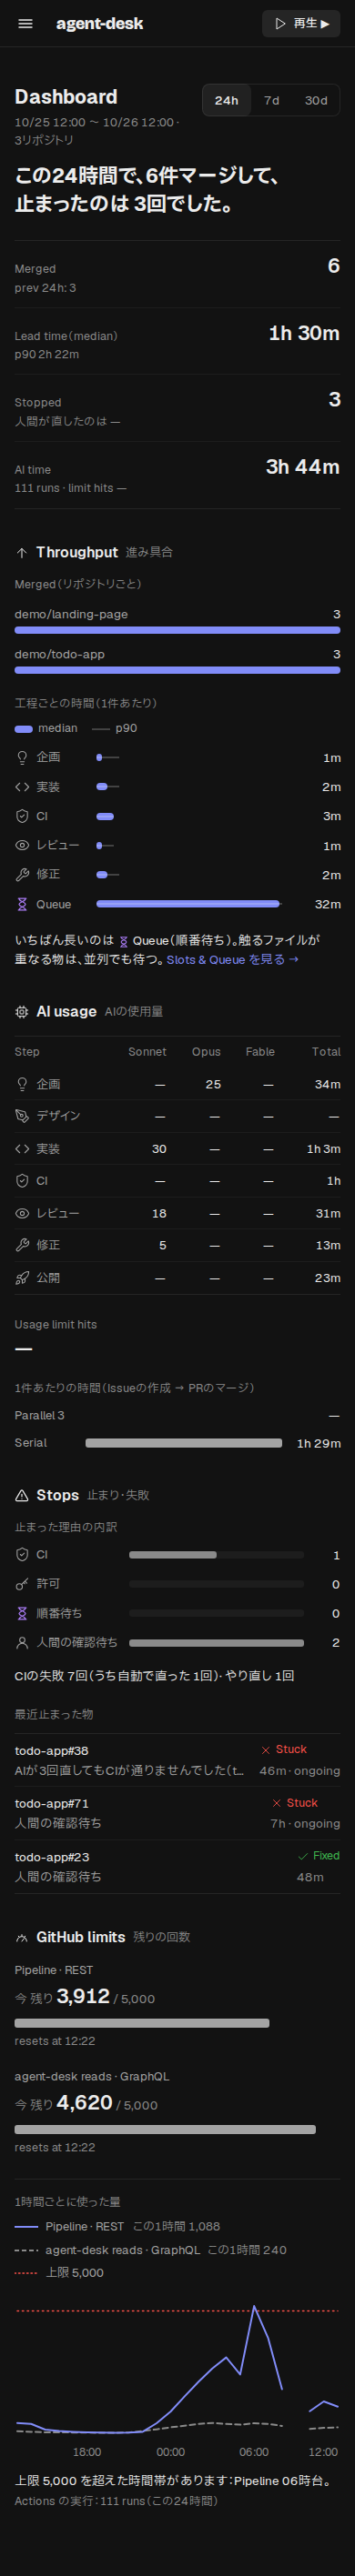 agent-desk
再生 ▶
Dashboard
24h 7d 30d
10/25 12:00 〜 10/26 12:00 ·
3リポジトリ
この24時間で、6件マージして、
止まったのは 3回でした。
Merged 6
prev 24h: 3
Lead time（median） 1h 30m
p90 2h 22m
Stopped 3
人間が直したのは —
AI time 3h 44m
111 runs · limit hits —
Throughput 進み具合
Merged（リポジトリごと）
demo/landing-page 3
demo/todo-app 3
工程ごとの時間（1件あたり）
median p90
企画 1m
実装 2m
CI 3m
レビュー 1m
修正 2m
Queue 32m
いちばん長いのは Queue（順番待ち）。触るファイルが
重なる物は、並列でも待つ。 Slots & Queue を見る →
AI usage AIの使用量
Step Sonnet Opus Fable Total
企画 — 25 — 34m
デザイン — — — —
実装 30 — — 1h 3m
CI — — — 1h
レビュー 18 — — 31m
修正 5 — — 13m
公開 — — — 23m
Usage limit hits
—
1件あたりの時間（Issueの作成 → PRのマージ）
Parallel 3 —
Serial 1h 29m
Stops 止まり・失敗
止まった理由の内訳
CI 1
許可 0
順番待ち 0
人間の確認待ち 2
CIの失敗 7回（うち自動で直った 1回）· やり直し 1回
最近止まった物
todo-app#38 Stuck
AIが3回直してもCIが通りませんでした（t... 46m · ongoing
todo-app#71 Stuck
人間の確認待ち 7h · ongoing
todo-app#23 Fixed
人間の確認待ち 48m
GitHub limits 残りの回数
Pipeline · REST
今 残り 3,912 / 5,000
resets at 12:22
agent-desk reads · GraphQL
今 残り 4,620 / 5,000
resets at 12:22
1時間ごとに使った量
Pipeline · REST この1時間 1,088
agent-desk reads · GraphQL この1時間 240
上限 5,000
18:00 00:00 06:00 12:00
上限 5,000 を超えた時間帯があります：Pipeline 06時台。
Actions の実行：111 runs（この24時間）